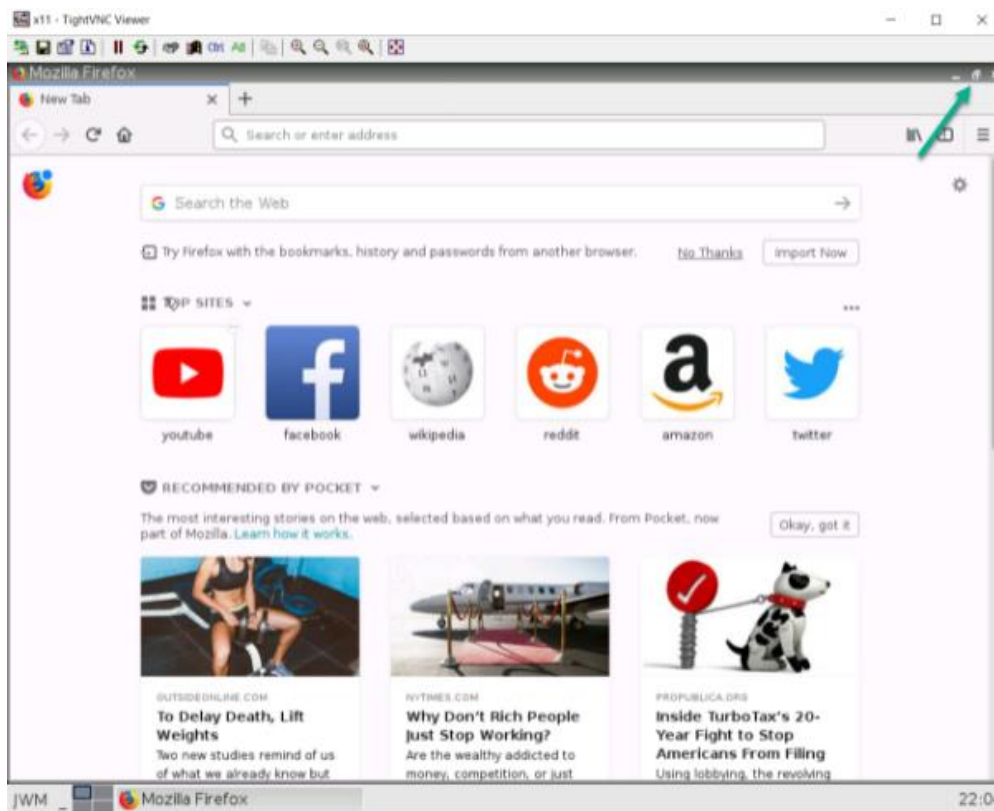 x11 - TightVNC Viewer
Ctrl Alt
Mozilla Firefox
New Tab
Search or enter address
G Search the Web
Try Firefox with the bookmarks, history and passwords from another browser. No Thanks Import Now
TOP SITES
youtube facebook wikipedia reddit amazon twitter
RECOMMENDED BY POCKET
The most interesting stories on the web, selected based on what you read. From Pocket, now
part of Mozilla. Learn how it works.
Okay, got it
OUTSIDEONLINE.COM
To Delay Death, Lift
Weights
Two new studies remind of us
of what we already know but
NYTIMES.COM
Why Don't Rich People
Just Stop Working?
Are the wealthy addicted to
money, competition, or just
PROPUBLICA.ORG
Inside TurboTax's 20-
Year Fight to Stop
Americans From Filing
Using lobbying, the revolving
JWM Mozilla Firefox